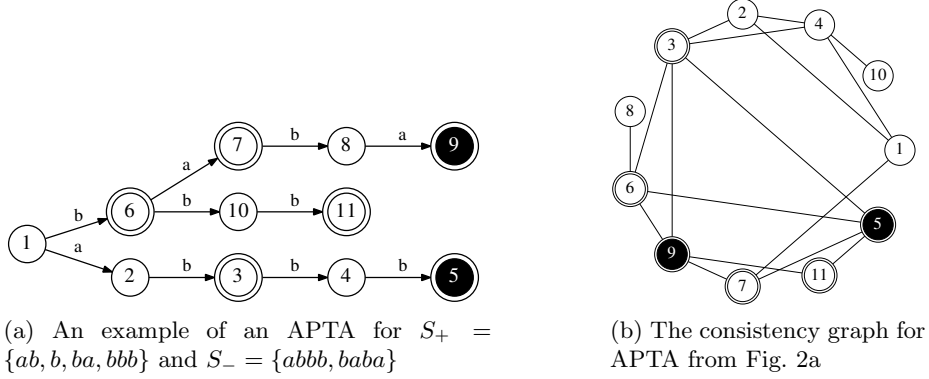 7
b
8
a
9
a
6
b
10
b
11
b
1
a
2
b
3
b
4
b
5
2
4
3
10
8
1
6
5
9
11
7
(a) An example of an APTA for S+ =
{ab, b, ba, bbb} and S− = {abbb, baba}
(b) The consistency graph for
APTA from Fig. 2a